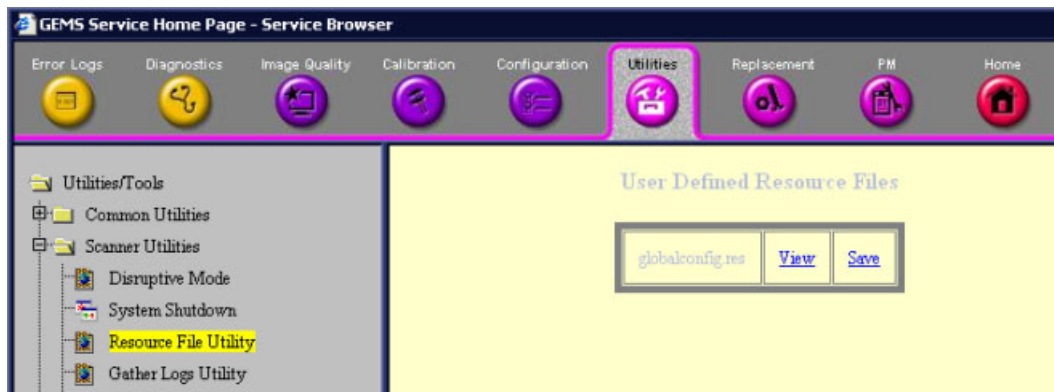 GEMS Service Home Page - Service Browser
Error Logs Diagnostics Image Quality Calibration Configuration Utilities Replacement PM Home
Utilities/Tools
Common Utilities
Scanner Utilities
Disruptive Mode
System Shutdown
Resource File Utility
Gather Logs Utility
User Defined Resource Files
globalconfig.res View Save